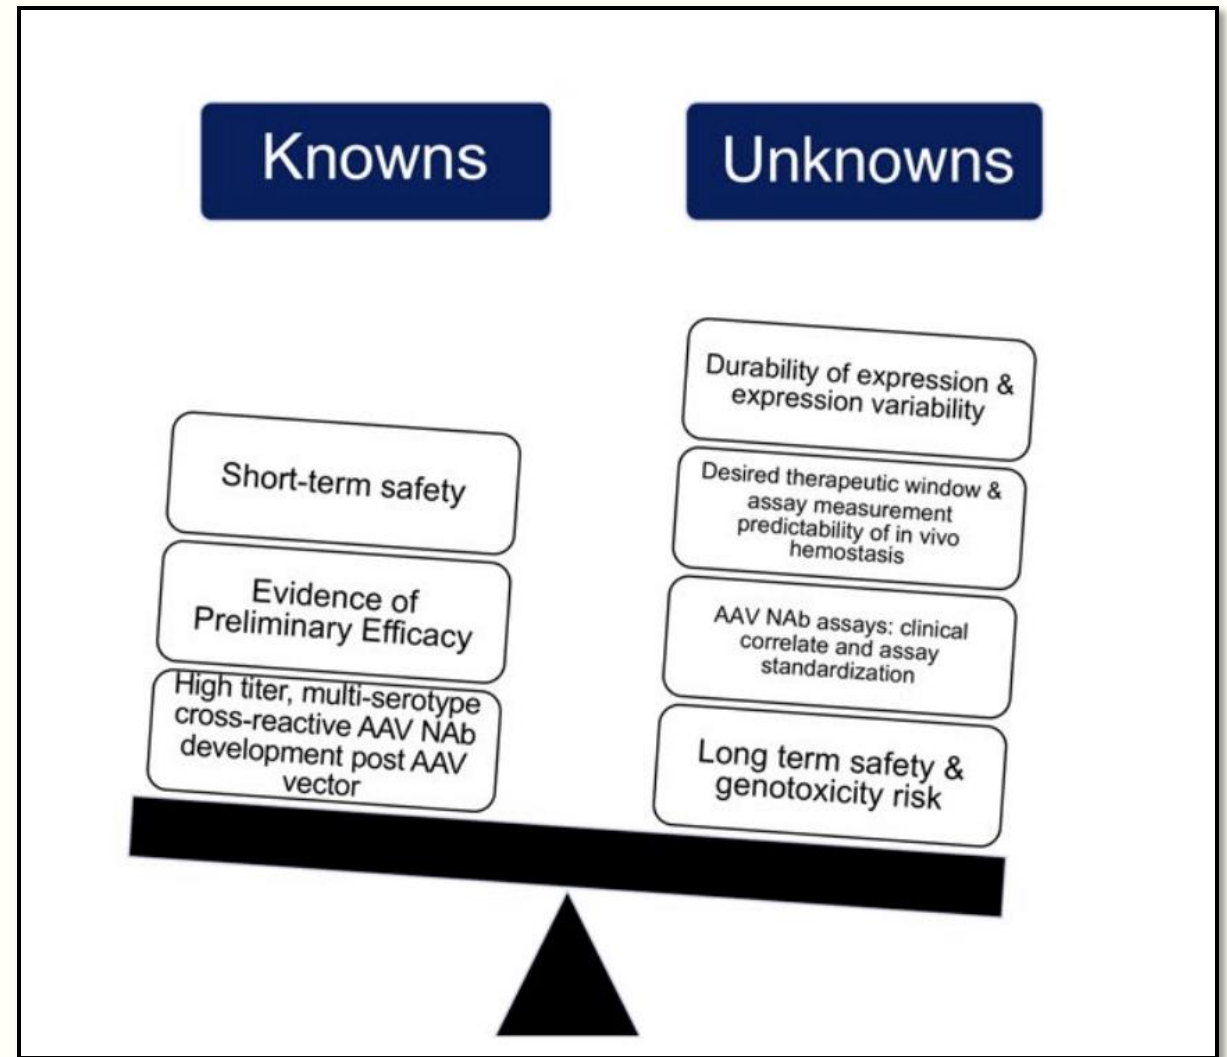 Knowns
Unknowns
Short-term safety
Evidence of
Preliminary Efficacy
High titer, multi-serotype
cross-reactive AAV NAb
development post AAV
vector
Durability of expression &
expression variability
Desired therapeutic window &
assay measurement
predictability of in vivo
hemostasis
AAV NAb assays: clinical
correlate and assay
standardization
Long term safety &
genotoxicity risk